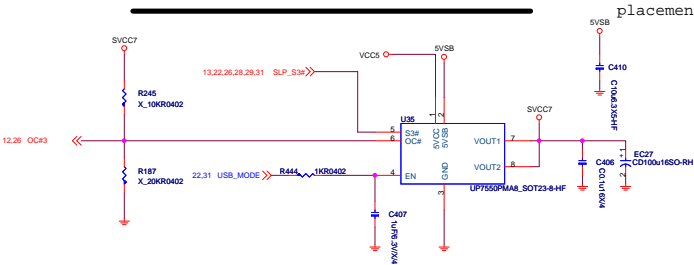 placemen
5VSB
SVCC7
VCC5
5VSB
13,22,26,28,29,31 SLP_S3#
C410
C10u6.3X5-HF
R245
X_10KR0402
SVCC7
U35
1
2
5
S3#
5VCC
5VSB
12,26 OC#3
6
OC#
VOUT1
7
R187
X_20KR0402
22,31 USB_MODE
R444
1KR0402
4
EN
GND
VOUT2
8
C406
C0.1u16X/4
1
+
EC27
CD100u16SO-RH
2
UP7550PMA8_SOT23-8-HF
3
C407